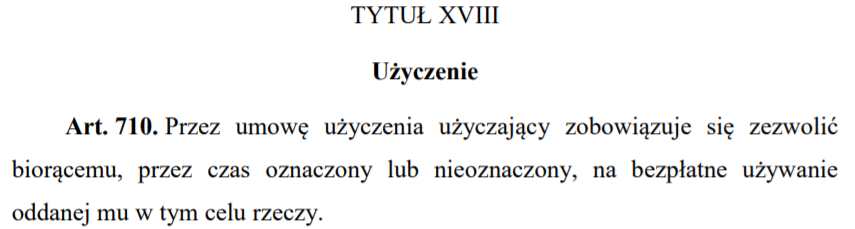 TYTUŁ XVIII
Użyczenie
Art. 710. Przez umowę użyczenia użyczający zobowiązuje się zezwolić
biorącemu, przez czas oznaczony lub nieoznaczony, na bezpłatne używanie
oddanej mu w tym celu rzeczy.